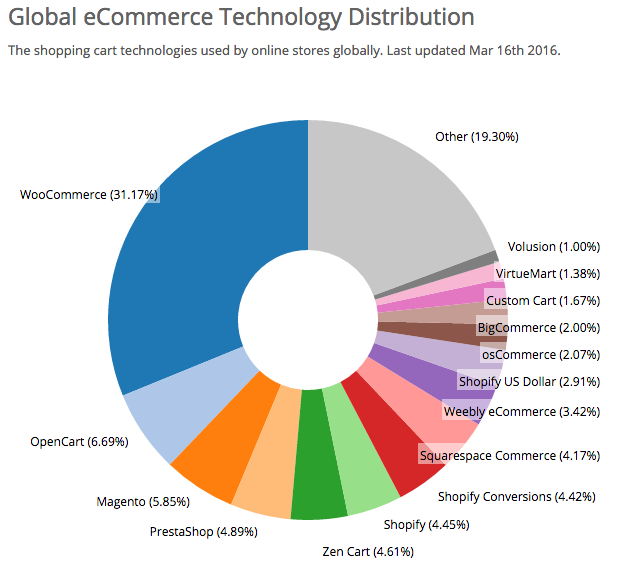 Global eCommerce Technology Distribution
The shopping cart technologies used by online stores globally. Last updated Mar 16th 2016.
Other (19.30%)
WooCommerce (31.17%)
Volusion (1.00%)
VirtueMart (1.38%)
Custom Cart (1.67%)
BigCommerce (2.00%)
osCommerce (2.07%)
Shopify US Dollar (2.91%)
Weebly eCommerce (3.42%)
OpenCart (6.69%)
Squarespace Commerce (4.17%)
Shopify Conversions (4.42%)
Magento (5.85%)
Shopify (4.45%)
PrestaShop (4.89%)
Zen Cart (4.61%)